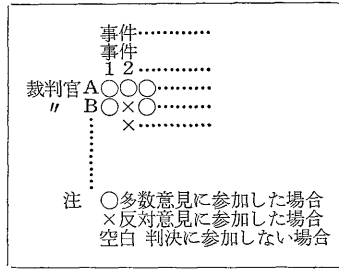 事件…………
事件
1 2…………
裁判官A○○○…………
〃 B○×○…………
×…………
注 ○多数意見に参加した場合
×反対意見に参加した場合
空白 判決に参加しない場合